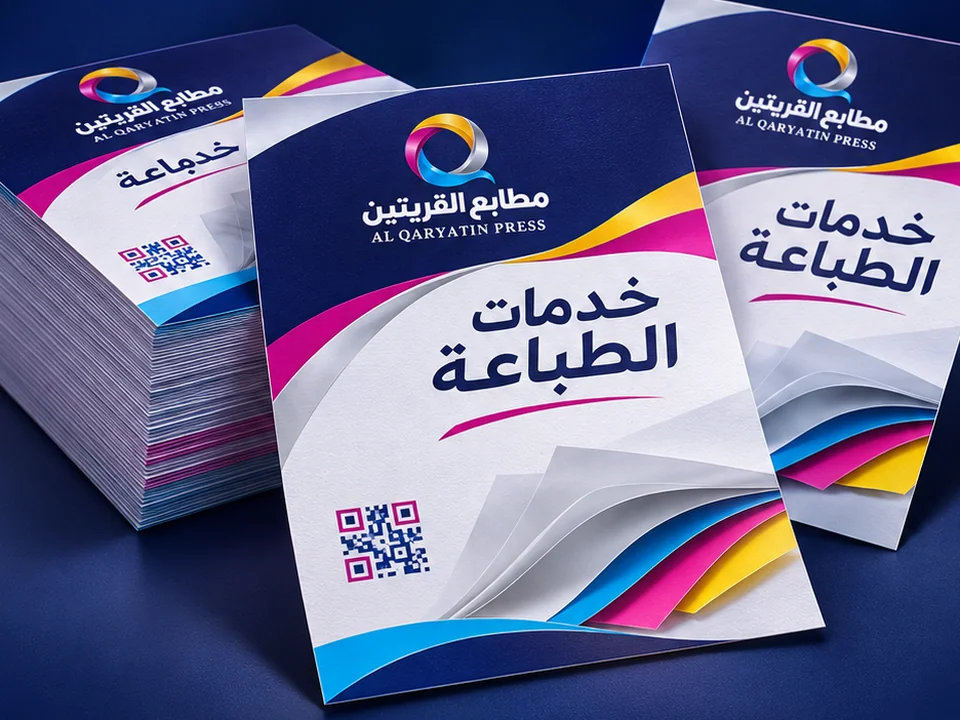 مطابع القريتين
AL QARYATIN PRESS
خدماعة
مطابع القريتين
AL QARYATIN PRESS
خدمات
الطباعة
مطابع القريتين
AL QARYATIN PRESS
خدمات
الطباعة